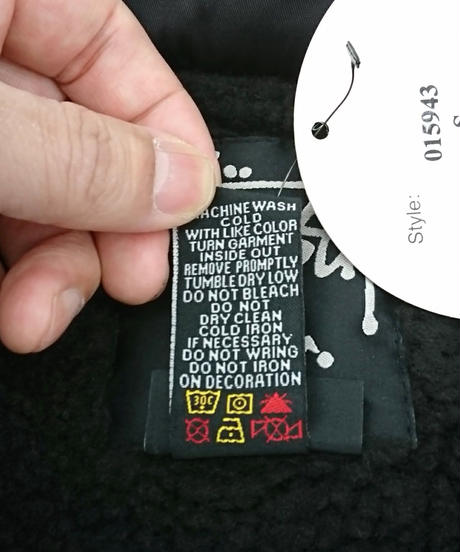 MACHINE WASH
COLD
WITH LIKE COLOR
TURN GARMENT
INSIDE OUT
REMOVE PROMPTLY
TUMBLE DRY LOW
DO NOT BLEACH
DO NOT
DRY CLEAN
COLD IRON
IF NECESSARY
DO NOT WRING
DO NOT IRON
ON DECORATION
30C
Style:
015943